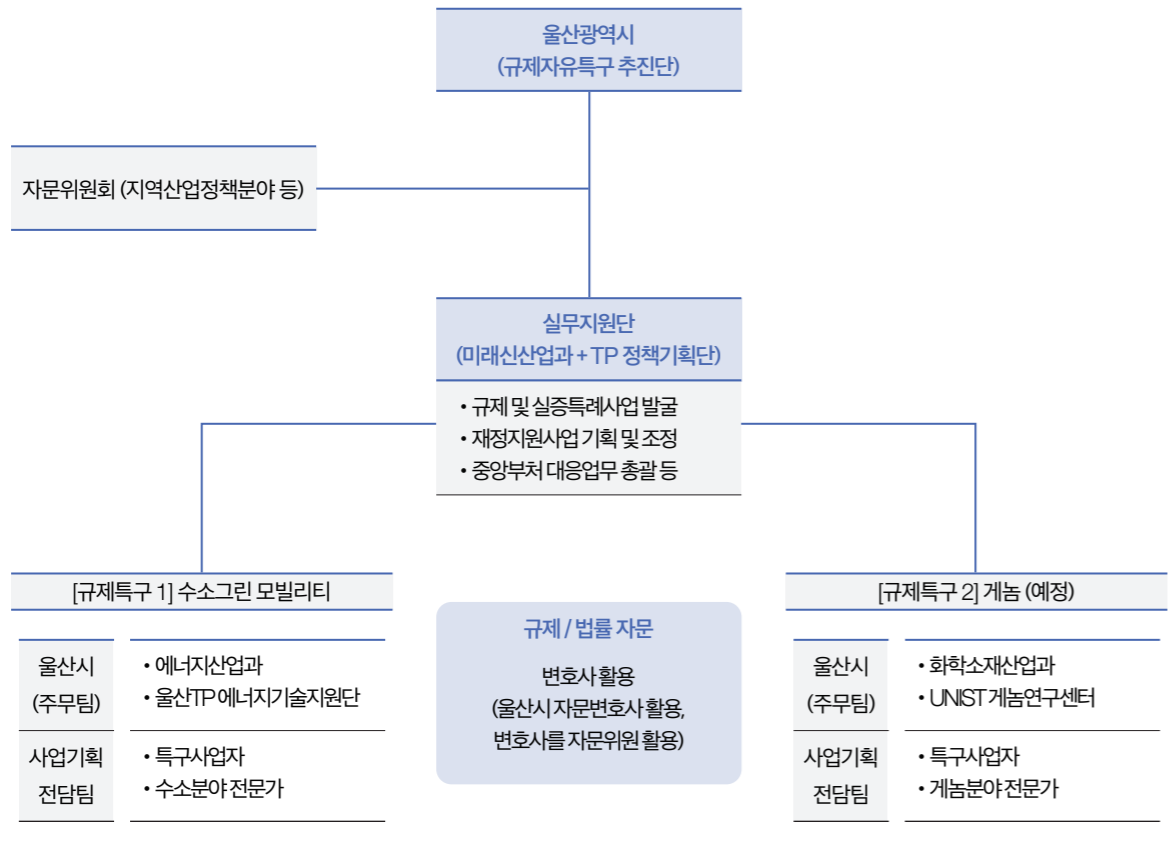 울산광역시
(규제자유특구 추진단)
자문위원회 (지역산업정책분야 등)
실무지원단
(미래신산업과 + TP 정책기획단)
• 규제 및 실증특례사업 발굴
• 재정지원사업 기획 및 조정
• 중앙부처 대응업무 총괄 등
[규제특구 1] 수소그린 모빌리티
울산시
(주무팀)
• 에너지산업과
• 울산TP 에너지기술지원단
사업기획
전담팀
• 특구사업자
• 수소분야 전문가
규제 / 법률 자문
변호사 활용
(울산시 자문변호사 활용,
변호사를 자문위원 활용)
[규제특구 2] 게놈 (예정)
울산시
(주무팀)
• 화학소재산업과
• UNIST 게놈연구센터
사업기획
전담팀
• 특구사업자
• 게놈분야 전문가